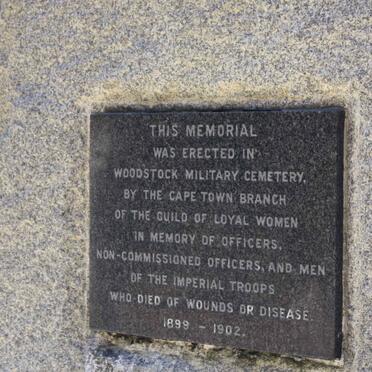 THIS MEMORIAL
WAS ERECTED IN
WOODSTOCK MILITARY CEMETERY,
BY THE CAPE TOWN BRANCH
OF THE GUILD OF LOYAL WOMEN
IN MEMORY OF OFFICERS,
NON-COMMISSIONED OFFICERS, AND MEN
OF THE IMPERIAL TROOPS
WHO DIED OF WOUNDS OR DISEASE.
1899 - 1902.